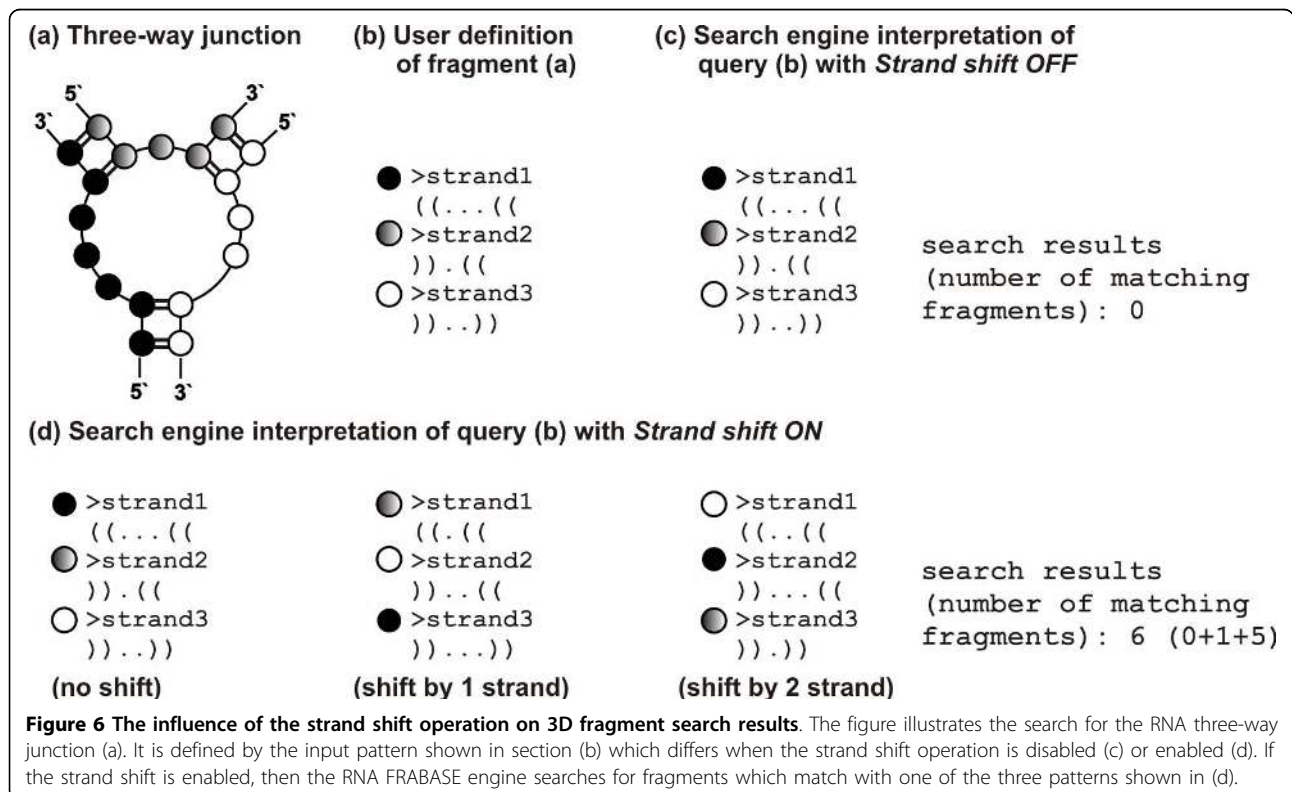 (a) Three-way junction
5`
3`
3`
5`
5`
3`
(b) User definition
of fragment (a)
>strand1
((...((
>strand2
)).((
>strand3
))..))
(c) Search engine interpretation of
query (b) with Strand shift OFF
>strand1
((...((
>strand2
)).((
>strand3
))..))
search results
(number of matching
fragments): 0
(d) Search engine interpretation of query (b) with Strand shift ON
>strand1
((...((
>strand2
)).((
>strand3
))..))
(no shift)
>strand1
((.((
>strand2
))..((
>strand3
))...))
(shift by 1 strand)
>strand1
((..((
>strand2
))...((
>strand3
)).))
(shift by 2 strand)
search results
(number of matching
fragments): 6 (0+1+5)
Figure 6 The influence of the strand shift operation on 3D fragment search results. The figure illustrates the search for the RNA three-way
junction (a). It is defined by the input pattern shown in section (b) which differs when the strand shift operation is disabled (c) or enabled (d). If
the strand shift is enabled, then the RNA FRABASE engine searches for fragments which match with one of the three patterns shown in (d).